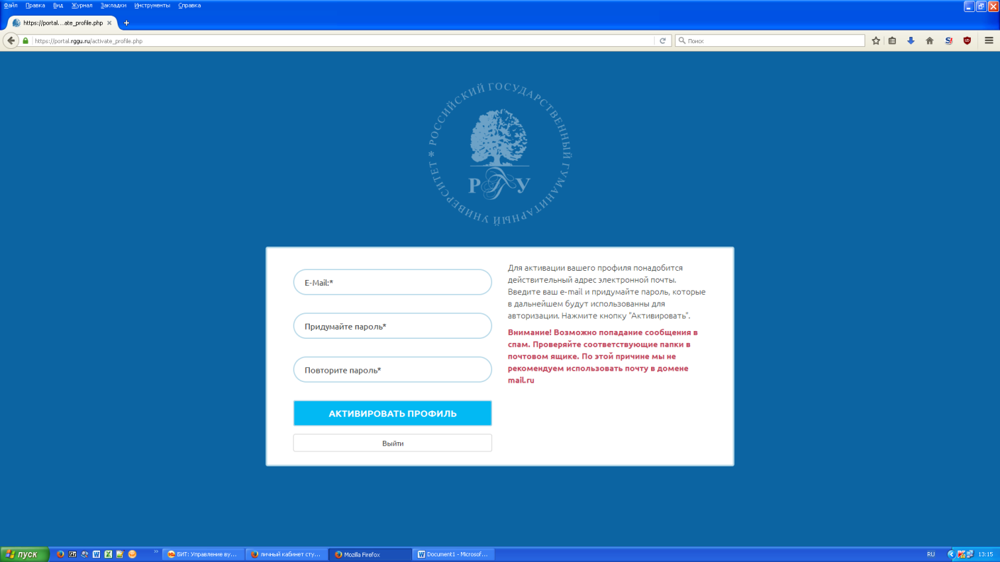 Файл Правка Вид Журнал Закладки Инструменты Справка
https://portal....ate_profile.php
https://portal.rggu.ru/activate_profile.php
Поиск
* РОССИЙСКИЙ ГОСУДАРСТВЕННЫЙ ГУМАНИТАРНЫЙ УНИВЕРСИТЕТ
РГГУ
E-Mail:*
Придумайте пароль*
Повторите пароль*
АКТИВИРОВАТЬ ПРОФИЛЬ
Выйти
Для активации вашего профиля понадобится
действительный адрес электронной почты.
Введите ваш e-mail и придумайте пароль, которые
в дальнейшем будут использованны для
авторизации. Нажмите кнопку "Активировать".
Внимание! Возможно попадание сообщения в
спам. Проверяйте соответствующие папки в
почтовом ящике. По этой причине мы не
рекомендуем использовать почту в домене
mail.ru
пуск
БИТ: Управление ву...
личный кабинет сту...
Mozilla Firefox
Document1 - Microsof...
RU
13:15